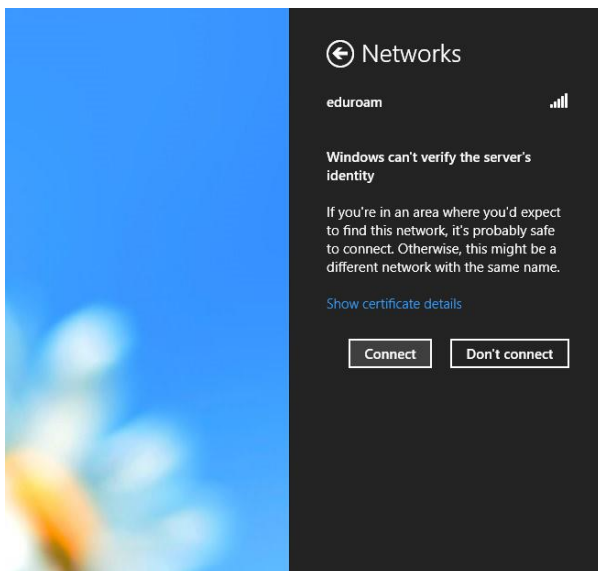 Networks
eduroam
Windows can't verify the server's
identity
If you're in an area where you'd expect
to find this network, it's probably safe
to connect. Otherwise, this might be a
different network with the same name.
Show certificate details
Connect Don't connect